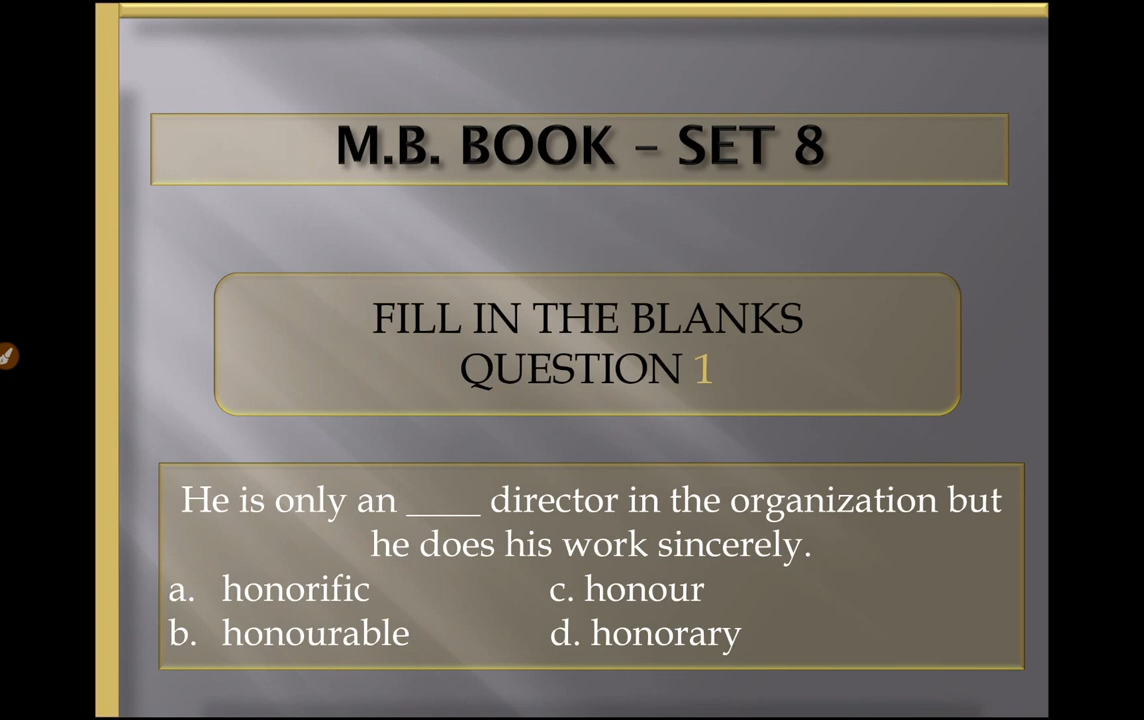 M.B. BOOK – SET 8
FILL IN THE BLANKS
QUESTION 1
He is only an ____ director in the organization but
he does his work sincerely.
a. honorific c. honour
b. honourable d. honorary